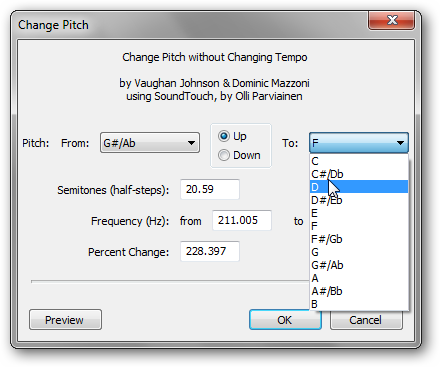 Change Pitch
Change Pitch without Changing Tempo
by Vaughan Johnson & Dominic Mazzoni
using SoundTouch, by Olli Parviainen
Pitch: From: G#/Ab Up Down To: F
C
C#/Db
D
D#/Eb
E
F
F#/Gb
G
G#/Ab
A
A#/Bb
B
Semitones (half-steps): 20.59
Frequency (Hz): from 211.005 to
Percent Change: 228.397
Preview OK Cancel